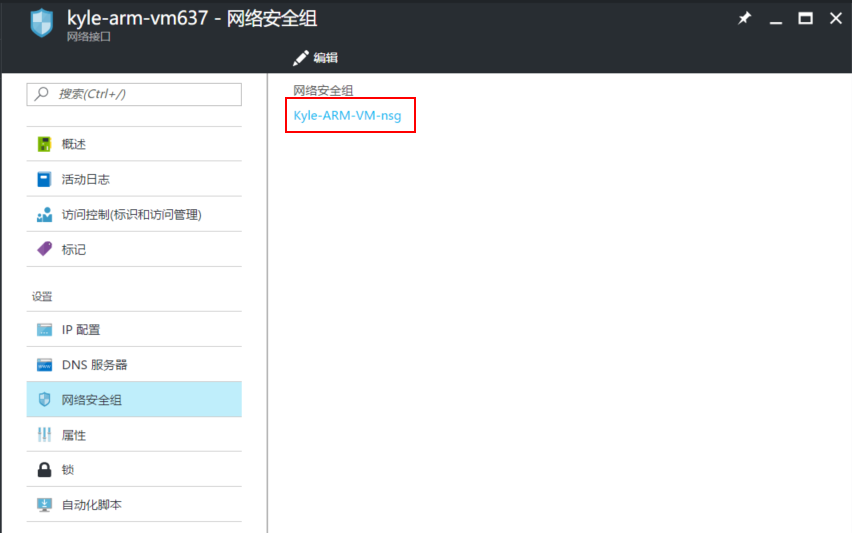 kyle-arm-vm637 - 网络安全组
网络接口
编辑
搜索(Ctrl+/)
概述
活动日志
访问控制(标识和访问管理)
标记
设置
IP 配置
DNS 服务器
网络安全组
属性
锁
自动化脚本
网络安全组
Kyle-ARM-VM-nsg